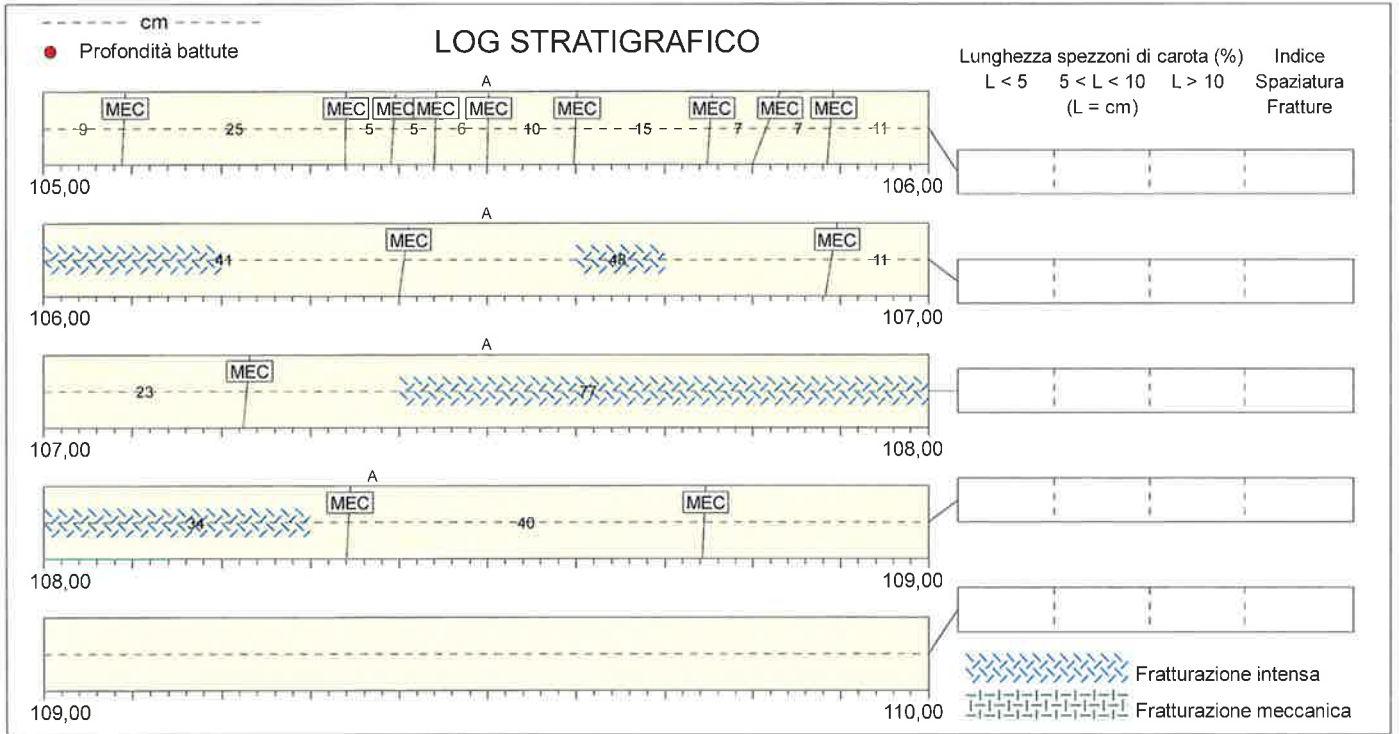 cm
Profondità battute
LOG STRATIGRAFICO
Lunghezza spezzoni di carota (%) Indice
L < 5 5 < L < 10 L > 10 Spaziatura
(L = cm) Fratture
A
MEC MEC MEC MEC MEC MEC MEC MEC MEC
9 25 5 5 6 10 15 7 7 11
105,00 106,00
A
MEC MEC
41 48 11
106,00 107,00
A
MEC
23 77
107,00 108,00
A
MEC MEC
34 40
108,00 109,00
109,00 110,00
Fratturazione intensa
Fratturazione meccanica